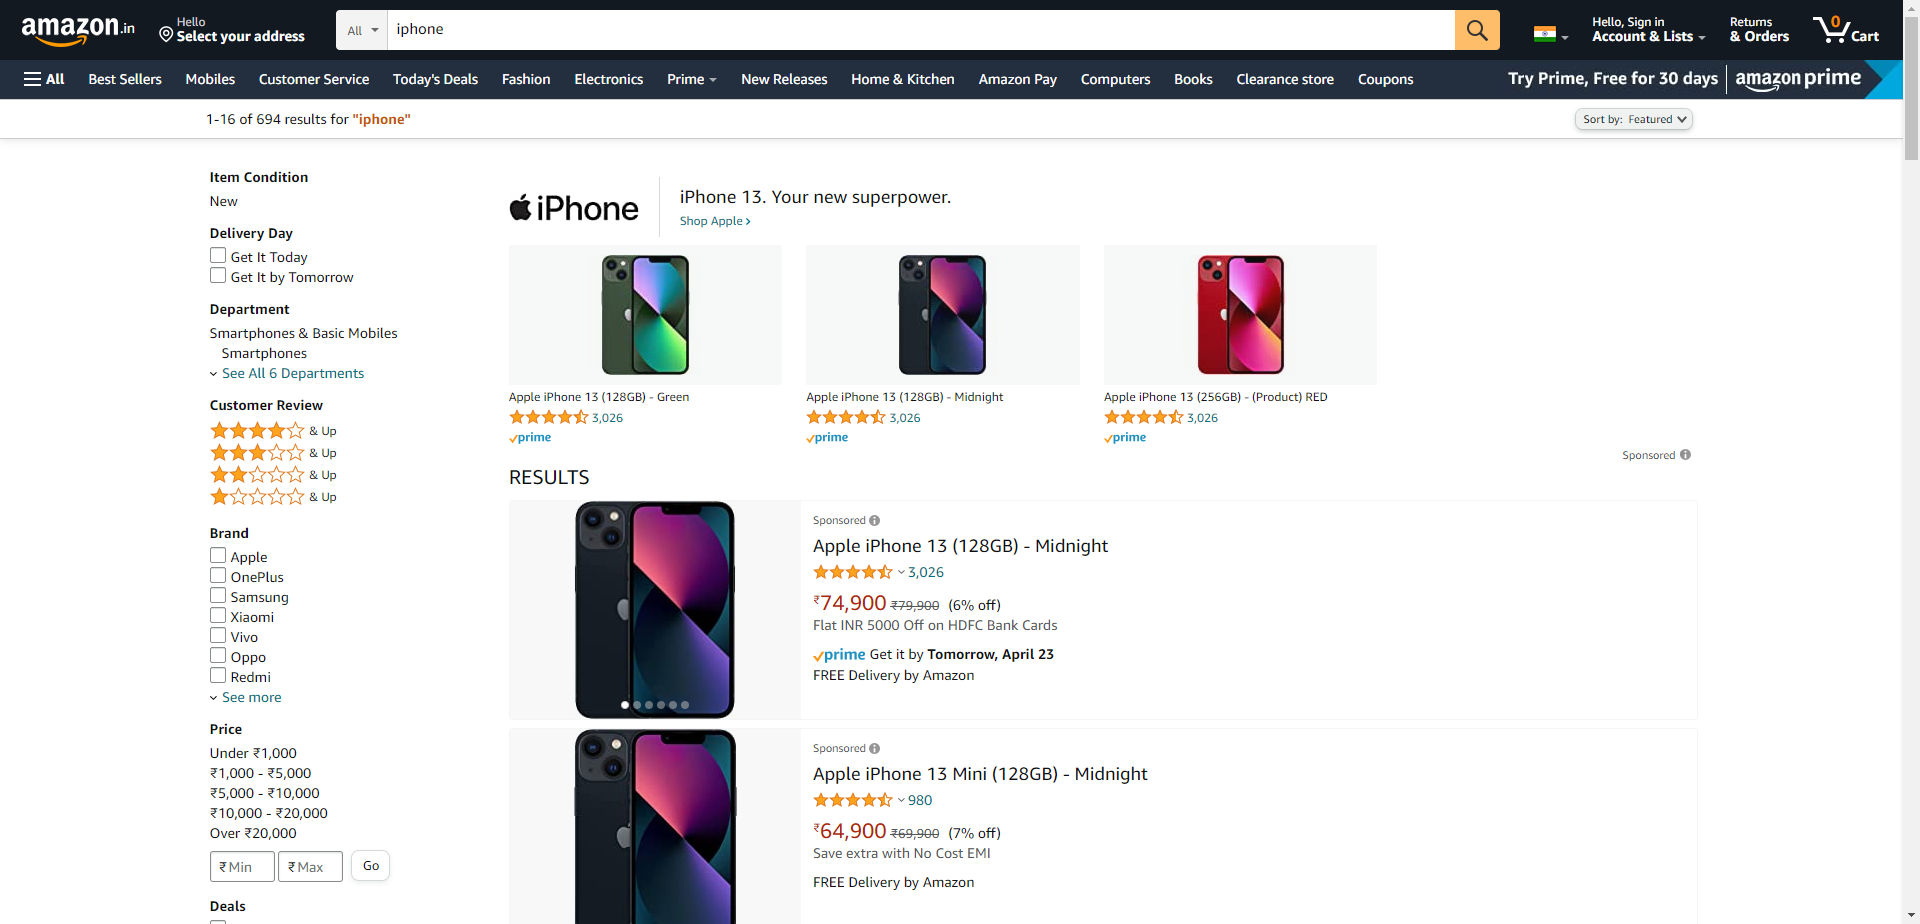 amazon.in
Hello
Select your address
All
iphone
Hello, Sign in
Account & Lists
Returns
& Orders
0
Cart
All
Best Sellers
Mobiles
Customer Service
Today's Deals
Fashion
Electronics
Prime
New Releases
Home & Kitchen
Amazon Pay
Computers
Books
Clearance store
Coupons
Try Prime, Free for 30 days
amazon prime
1-16 of 694 results for "iphone"
Sort by: Featured
Item Condition
New
Delivery Day
Get It Today
Get It by Tomorrow
Department
Smartphones & Basic Mobiles
Smartphones
See All 6 Departments
Customer Review
& Up
& Up
& Up
& Up
Brand
Apple
OnePlus
Samsung
Xiaomi
Vivo
Oppo
Redmi
See more
Price
Under ₹1,000
₹1,000 - ₹5,000
₹5,000 - ₹10,000
₹10,000 - ₹20,000
Over ₹20,000
₹ Min
₹ Max
Go
Deals
iPhone
iPhone 13. Your new superpower.
Shop Apple ›
Apple iPhone 13 (128GB) - Green
3,026
prime
Apple iPhone 13 (128GB) - Midnight
3,026
prime
Apple iPhone 13 (256GB) - (Product) RED
3,026
prime
Sponsored
RESULTS
Sponsored
Apple iPhone 13 (128GB) - Midnight
3,026
₹74,900 ₹79,900 (6% off)
Flat INR 5000 Off on HDFC Bank Cards
prime Get it by Tomorrow, April 23
FREE Delivery by Amazon
Sponsored
Apple iPhone 13 Mini (128GB) - Midnight
980
₹64,900 ₹69,900 (7% off)
Save extra with No Cost EMI
FREE Delivery by Amazon